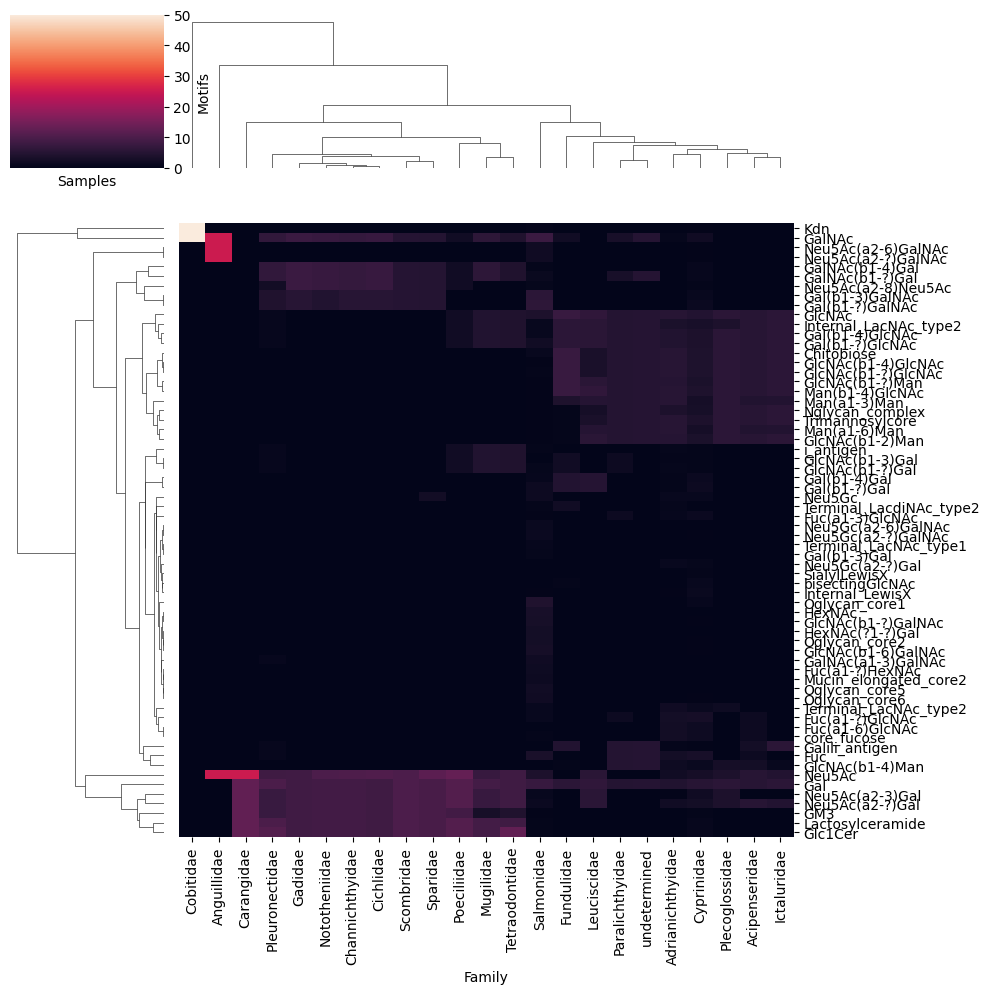 50
40
30
20
10
0
Motifs
Samples
Kdn
GalNAc
Neu5Ac(a2-6)GalNAc
Neu5Ac(a2-?)GalNAc
GalNAc(b1-4)Gal
GalNAc(b1-?)Gal
Neu5Ac(a2-8)Neu5Ac
Gal(b1-3)GalNAc
Gal(b1-?)GalNAc
GlcNAc
Internal_LacNAc_type2
Gal(b1-4)GlcNAc
Gal(b1-?)GlcNAc
Chitobiose
GlcNAc(b1-4)GlcNAc
GlcNAc(b1-?)GlcNAc
GlcNAc(b1-?)Man
Man(b1-4)GlcNAc
Man(a1-3)Man
Nglycan_complex
Trimannosylcore
Man(a1-6)Man
GlcNAc(b1-2)Man
i_antigen
GlcNAc(b1-3)Gal
GlcNAc(b1-?)Gal
Gal(b1-4)Gal
Gal(b1-?)Gal
Neu5Gc
Terminal_LacdiNAc_type2
Fuc(a1-3)GlcNAc
Neu5Gc(a2-6)GalNAc
Neu5Gc(a2-?)GalNAc
Terminal_LacNAc_type1
Gal(b1-3)Gal
Neu5Gc(a2-?)Gal
SialylLewisX
bisectingGlcNAc
Internal_LewisX
Oglycan_core1
HexNAc
GlcNAc(b1-?)GalNAc
HexNAc(?1-?)Gal
Oglycan_core2
GlcNAc(b1-6)GalNAc
GalNAc(a1-3)GalNAc
Fuc(a1-?)HexNAc
Mucin_elongated_core2
Oglycan_core5
Oglycan_core6
Terminal_LacNAc_type2
Fuc(a1-?)GlcNAc
Fuc(a1-6)GlcNAc
core_fucose
Galili_antigen
Fuc
GlcNAc(b1-4)Man
Neu5Ac
Gal
Neu5Ac(a2-3)Gal
Neu5Ac(a2-?)Gal
GM3
Lactosylceramide
Glc1Cer
Cobitidae
Anguillidae
Carangidae
Pleuronectidae
Gadidae
Nototheniidae
Channichthyidae
Cichlidae
Scombridae
Sparidae
Poeciliidae
Mugilidae
Tetraodontidae
Salmonidae
Fundulidae
Leuciscidae
Paralichthyidae
undetermined
Adrianichthyidae
Cyprinidae
Plecoglossidae
Acipenseridae
Ictaluridae
Family